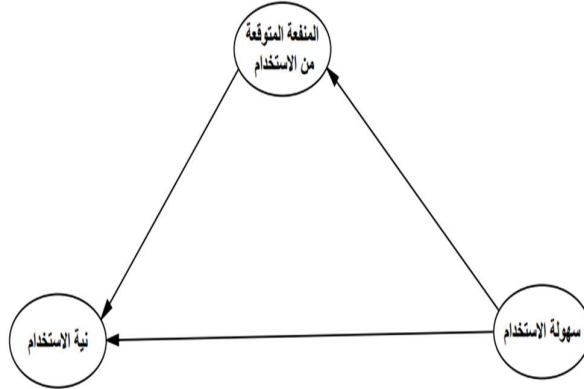 المنفعة المتوقعة
من الاستخدام
سهولة الاستخدام
نية الاستخدام